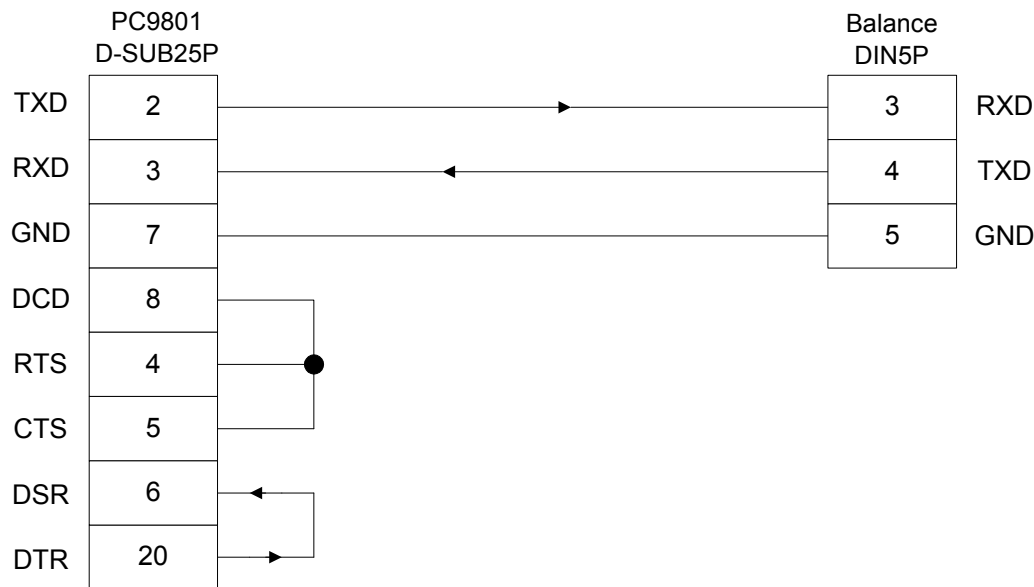 PC9801
D-SUB25P
Balance
DIN5P
TXD 2 3 RXD
RXD 3 4 TXD
GND 7 5 GND
DCD 8
RTS 4
CTS 5
DSR 6
DTR 20